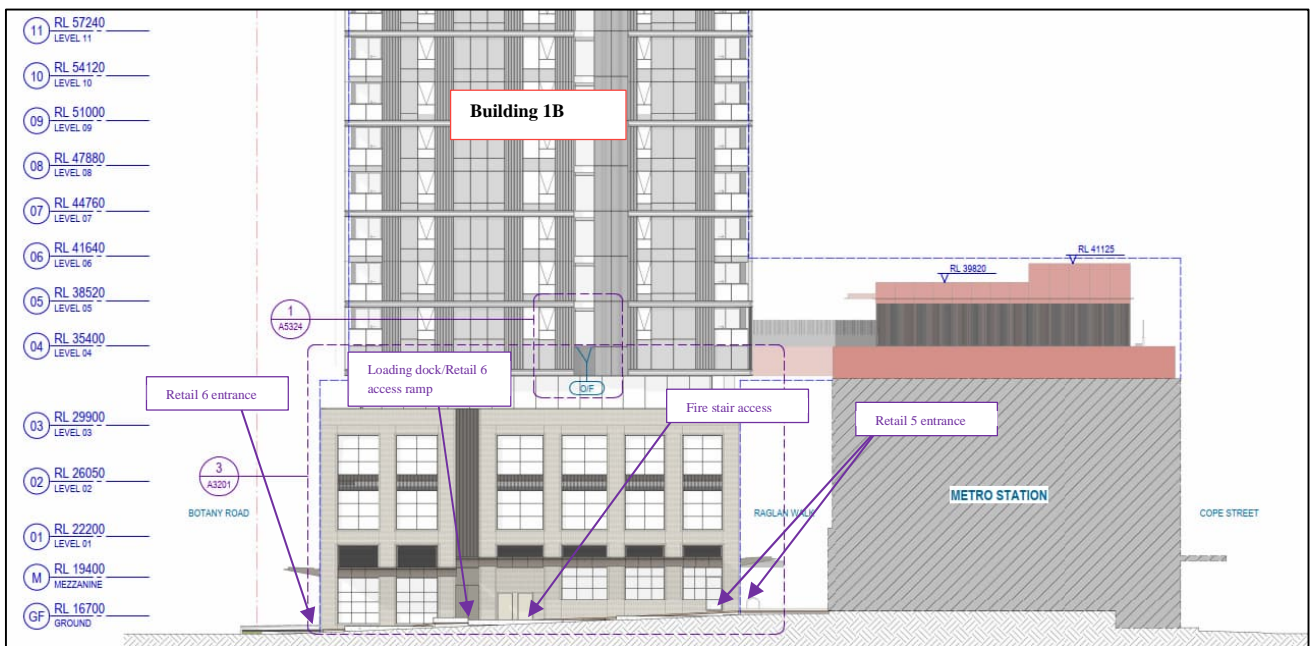 11 RL 57240
LEVEL 11
10 RL 54120
LEVEL 10
09 RL 51000
LEVEL 09
08 RL 47880
LEVEL 08
07 RL 44760
LEVEL 07
06 RL 41640
LEVEL 06
05 RL 38520
LEVEL 05
04 RL 35400
LEVEL 04
03 RL 29900
LEVEL 03
02 RL 26050
LEVEL 02
01 RL 22200
LEVEL 01
M RL 19400
MEZZANINE
GF RL 16700
GROUND
Building 1B
RL 41125
RL 39820
1
A5324
O/F
Loading dock/Retail 6
access ramp
Retail 6 entrance
Fire stair access
Retail 5 entrance
3
A3201
BOTANY ROAD
RAGLAN WALK
METRO STATION
COPE STREET